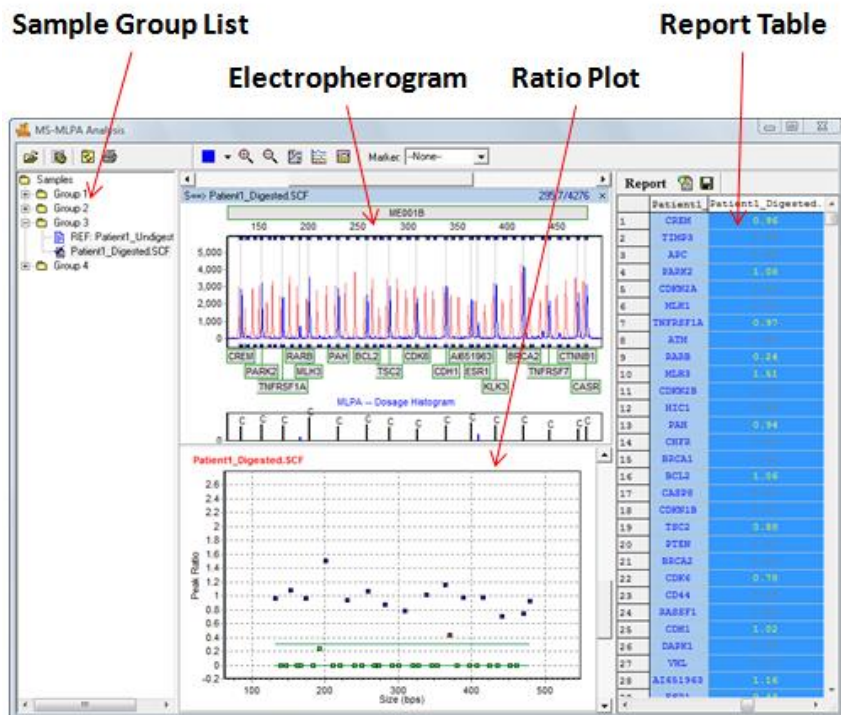 Sample Group List
Report Table
Electropherogram
Ratio Plot
MS-MLPA Analysis
Marker: --None--
Samples
Group 1
Group 2
Group 3
REF: Patient1_Undigest
Patient1_Digested.SCF
Group 4
S==> Patient1_Digested.SCF
ME001B
150 200 250 300 350 400 450
5,000
4,000
3,000
2,000
1,000
0
CREM RARB PAH BCL2 CDK6 AI651963 BRCA2 CTNNB1
PARK2 MLH3 TSC2 CDH1 ESR1 TNFRSF7 CASR
TNFRSF1A KLK3
MLPA -- Dosage Histogram
C C C C C C C C C C C C C C C C
0
Patient1_Digested.SCF
Peak Ratio
2.6
2.4
2.2
2
1.8
1.6
1.4
1.2
1
0.8
0.6
0.4
0.2
0
-0.2
100 200 300 400 500
Size (bps)
Report
Patient1_ Patient1_Digested.
1 CREM 0.96
2 TIMP3
3 APC
4 PARK2 1.08
5 CDKN2A
6 MLH1
7 TNFRSF1A 0.97
8 ATM
9 RARB 0.24
10 MLH3 1.51
11 CDKN2B
12 HIC1
13 PAH 0.94
14 CHFR
15 BRCA1
16 BCL2 1.06
17 CASP8
18 CDKN1B
19 TSC2 0.88
20 PTEN
21 BRCA2
22 CDK6 0.78
23 CD44
24 RASSF1
25 CDH1 1.02
26 DAPK1
27 VHL
28 AI651963 1.16